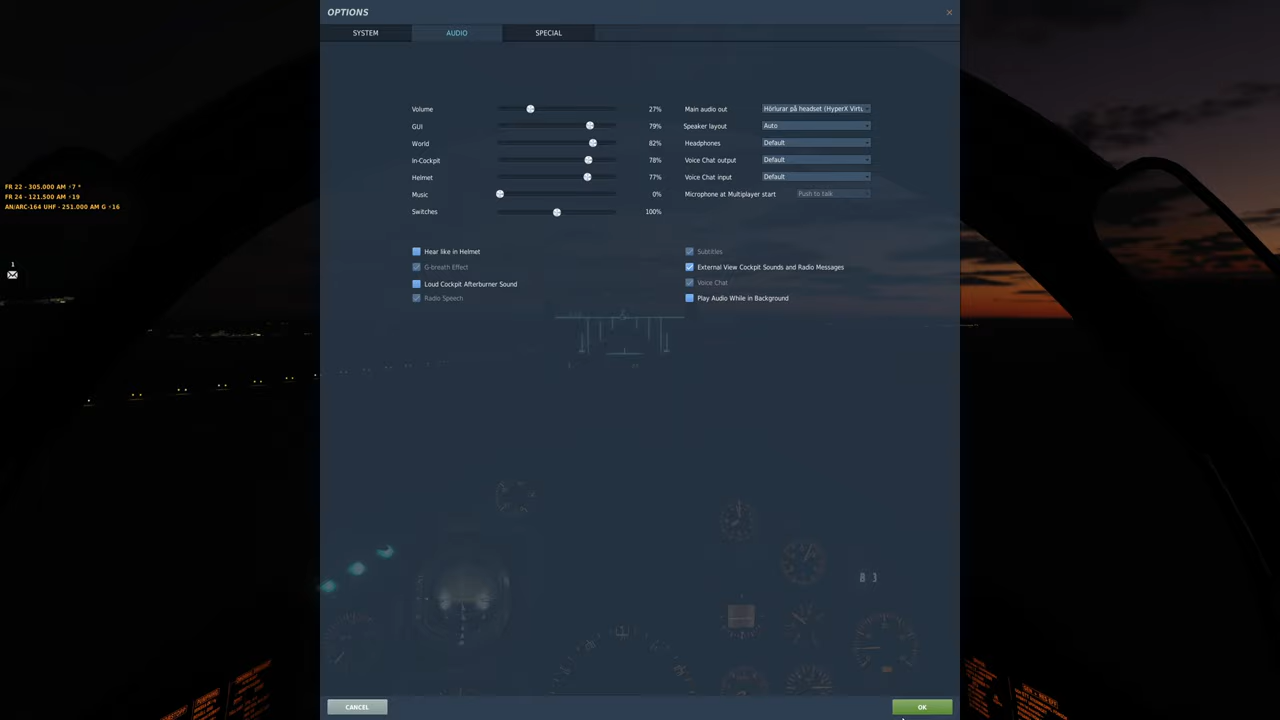 OPTIONS
SYSTEM AUDIO SPECIAL
Volume 27% Main audio out Hörlurar på headset (HyperX Virtu
GUI 79% Speaker layout Auto
World 82% Headphones Default
In-Cockpit 78% Voice Chat output Default
Helmet 77% Voice Chat input Default
Music 0% Microphone at Multiplayer start Push to talk
Switches 100%
FR 22 - 305.000 AM
FR 24 - 121.500 AM
AN/ARC-164 UHF - 251.000 AM G
1
Hear like in Helmet Subtitles
G-breath Effect External View Cockpit Sounds and Radio Messages
Loud Cockpit Afterburner Sound Voice Chat
Radio Speech Play Audio While in Background
8 3
CANCEL OK